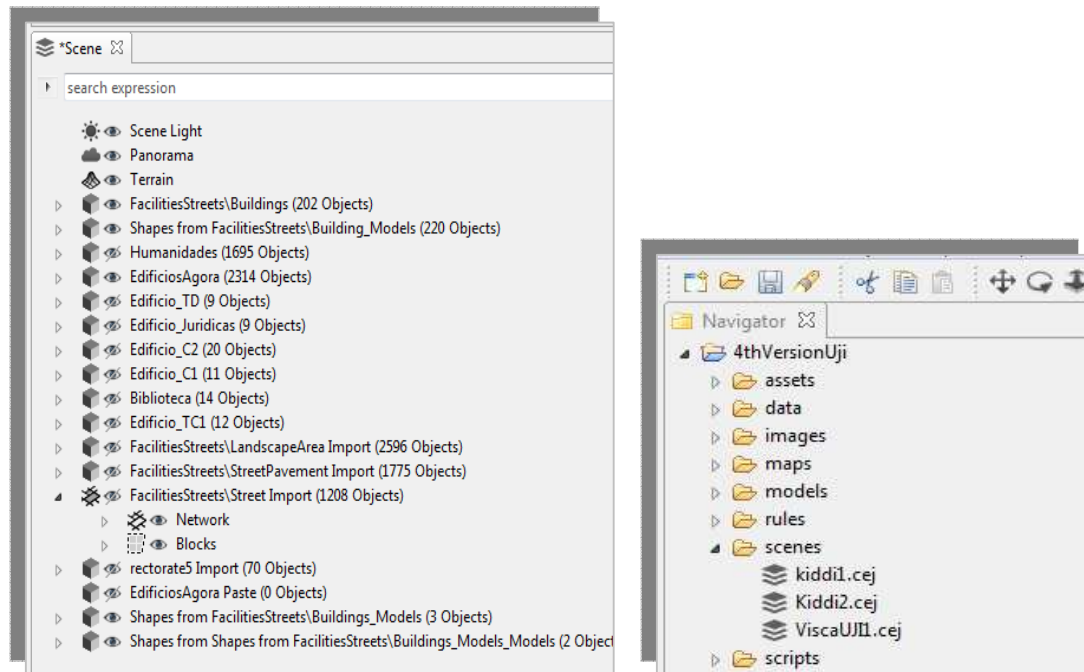 *Scene
search expression
Scene Light
Panorama
Terrain
FacilitiesStreets\Buildings (202 Objects)
Shapes from FacilitiesStreets\Building_Models (220 Objects)
Humanidades (1695 Objects)
EdificiosAgora (2314 Objects)
Edificio_TD (9 Objects)
Edificio_Juridicas (9 Objects)
Edificio_C2 (20 Objects)
Edificio_C1 (11 Objects)
Biblioteca (14 Objects)
Edificio_TC1 (12 Objects)
FacilitiesStreets\LandscapeArea Import (2596 Objects)
FacilitiesStreets\StreetPavement Import (1775 Objects)
FacilitiesStreets\Street Import (1208 Objects)
Network
Blocks
rectorate5 Import (70 Objects)
EdificiosAgora Paste (0 Objects)
Shapes from FacilitiesStreets\Buildings_Models (3 Objects)
Shapes from Shapes from FacilitiesStreets\Buildings_Models_Models (2 Object
Navigator
4thVersionUji
assets
data
images
maps
models
rules
scenes
kiddi1.cej
Kiddi2.cej
ViscaUJI1.cej
scripts